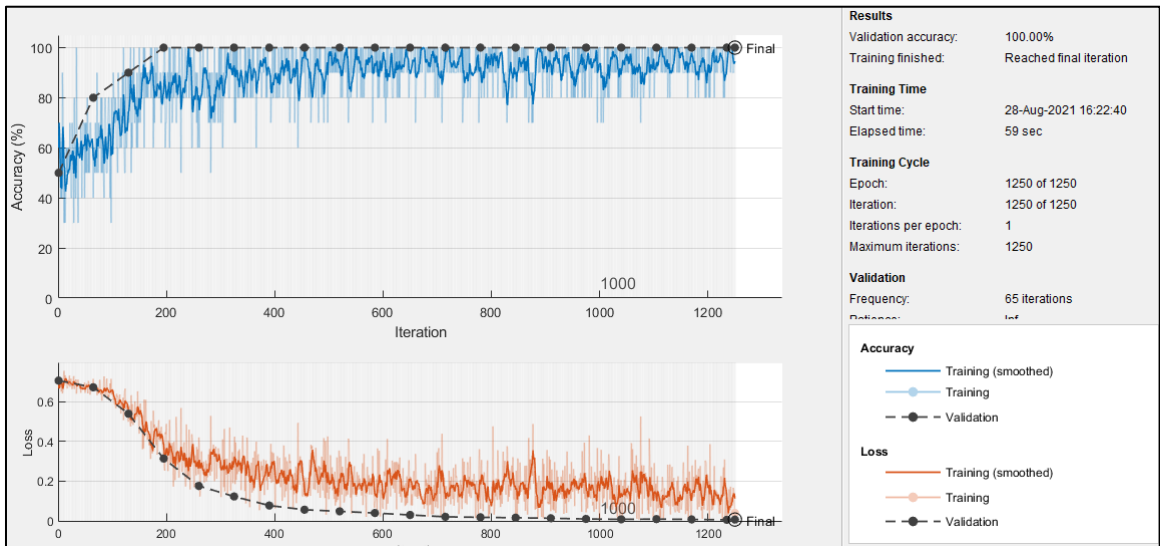 100
80
60
40
20
0
Accuracy (%)
Final
1000
0
200
400
600
800
1000
1200
Iteration
0.6
0.4
0.2
0
Loss
1000
Final
0
200
400
600
800
1000
1200
Results
Validation accuracy: 100.00%
Training finished: Reached final iteration
Training Time
Start time: 28-Aug-2021 16:22:40
Elapsed time: 59 sec
Training Cycle
Epoch: 1250 of 1250
Iteration: 1250 of 1250
Iterations per epoch: 1
Maximum iterations: 1250
Validation
Frequency: 65 iterations
Patience: Inf
Accuracy
Training (smoothed)
Training
Validation
Loss
Training (smoothed)
Training
Validation